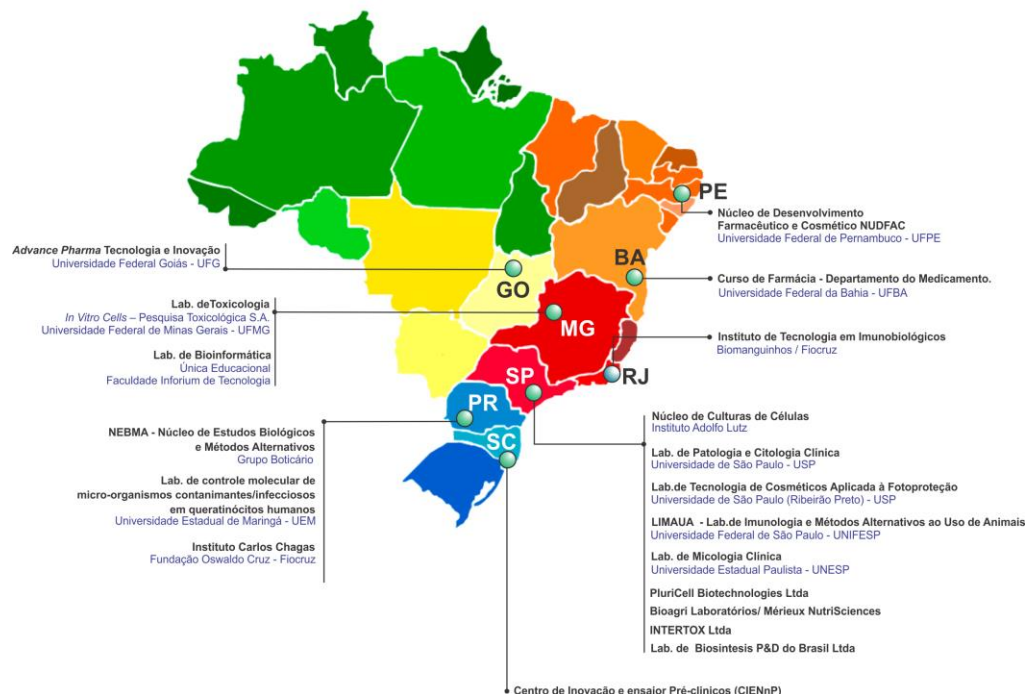 PE
Núcleo de Desenvolvimento
Farmacêutico e Cosmético NUDFAC
Universidade Federal de Pernambuco - UFPE
Advance Pharma Tecnologia e Inovação
Universidade Federal Goiás - UFG
GO
BA
Curso de Farmácia - Departamento do Medicamento.
Universidade Federal da Bahia - UFBA
Lab. deToxicologia
In Vitro Cells – Pesquisa Toxicológica S.A.
Universidade Federal de Minas Gerais - UFMG
Lab. de Bioinformática
Única Educacional
Faculdade Inforium de Tecnologia
MG
Instituto de Tecnologia em Imunobiológicos
Biomanguinhos / Fiocruz
RJ
SP
PR
SC
NEBMA - Núcleo de Estudos Biológicos
e Métodos Alternativos
Grupo Boticário
Lab. de controle molecular de
micro-organismos contaminantes/infecciosos
em queratinócitos humanos
Universidade Estadual de Maringá - UEM
Instituto Carlos Chagas
Fundação Oswaldo Cruz - Fiocruz
Núcleo de Culturas de Células
Instituto Adolfo Lutz
Lab. de Patologia e Citologia Clínica
Universidade de São Paulo - USP
Lab.de Tecnologia de Cosméticos Aplicada à Fotoproteção
Universidade de São Paulo (Ribeirão Preto) - USP
LIMAUA - Lab.de Imunologia e Métodos Alternativos ao Uso de Animais
Universidade Federal de São Paulo - UNIFESP
Lab. de Micologia Clínica
Universidade Estadual Paulista - UNESP
PluriCell Biotechnologies Ltda
Bioagri Laboratórios/ Mérieux NutriSciences
INTERTOX Ltda
Lab. de Biosintesis P&D do Brasil Ltda
Centro de Inovação e ensaior Pré-clínicos (CIENnP)